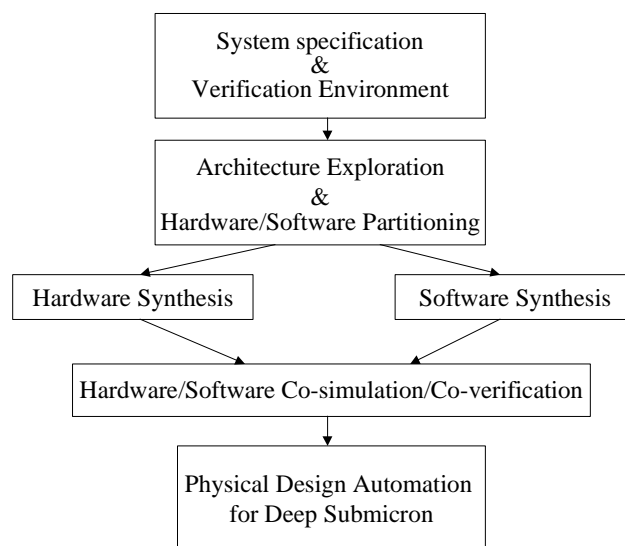 System specification
&
Verification Environment
Architecture Exploration
&
Hardware/Software Partitioning
Hardware Synthesis
Software Synthesis
Hardware/Software Co-simulation/Co-verification
Physical Design Automation
for Deep Submicron